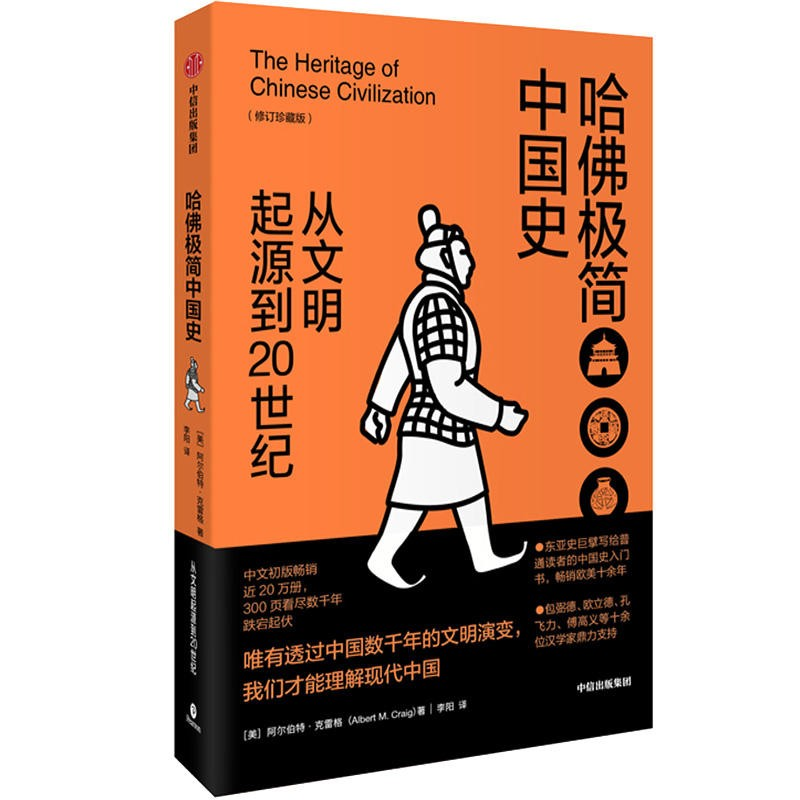 中信出版集团
哈佛极简中国史
[美] 阿尔伯特·克雷格 著
李阳 译
从文明起源到20世纪
The Heritage of
Chinese Civilization
(修订珍藏版)
哈佛极简
中国史
从文明
起源到20世纪
中文初版畅销
近20万册,
300页看尽数千年
跌宕起伏
●东亚史巨擘写给普
通读者的中国史入门
书,畅销欧美十余年
●包弼德、欧立德、孔
飞力、傅高义等十余
位汉学家鼎力支持
唯有透过中国数千年的文明演变,
我们才能理解现代中国
中信出版集团
[美] 阿尔伯特·克雷格 (Albert M. Craig)著 | 李阳 译